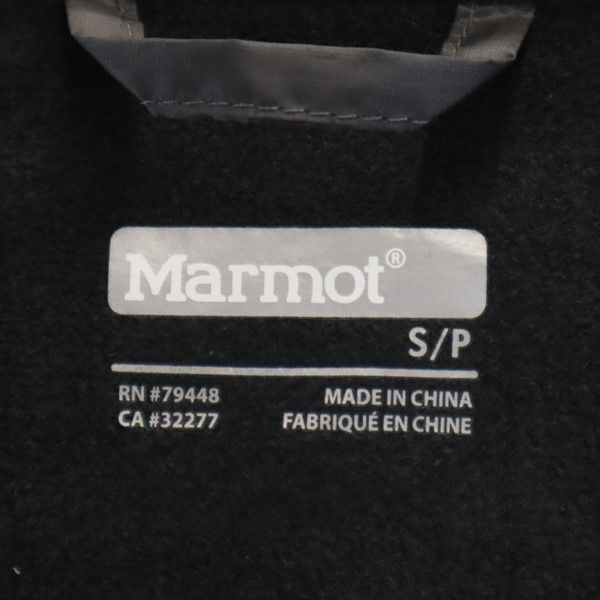 Marmot®
S/P
RN #79448
CA #32277
MADE IN CHINA
FABRIQUÉ EN CHINE